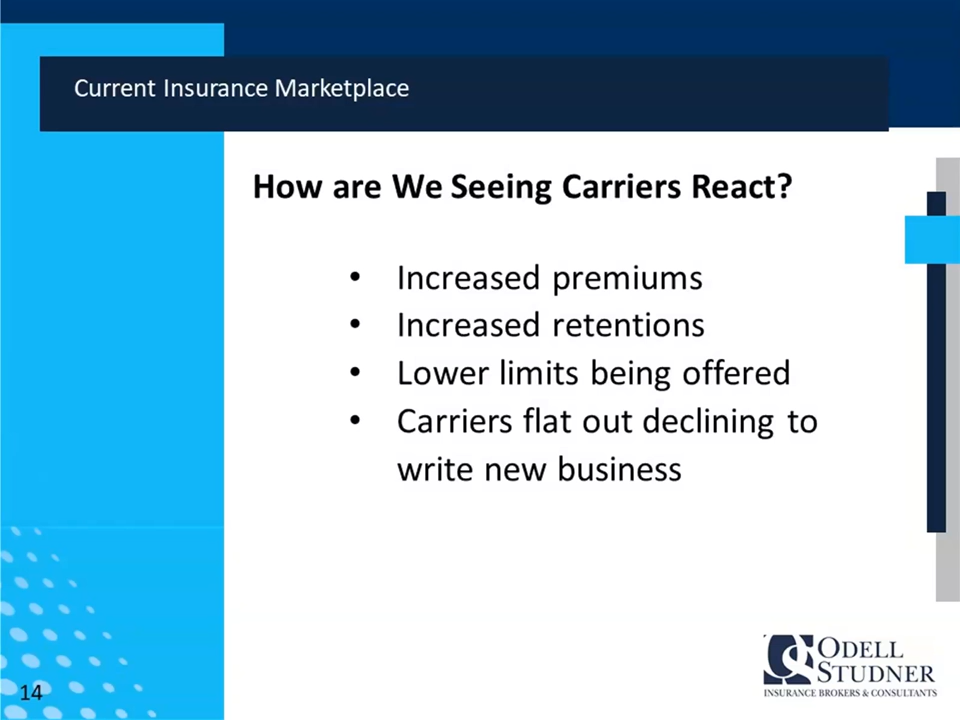 Current Insurance Marketplace
How are We Seeing Carriers React?
• Increased premiums
• Increased retentions
• Lower limits being offered
• Carriers flat out declining to
write new business
ODELL
STUDNER
INSURANCE BROKERS & CONSULTANTS
14